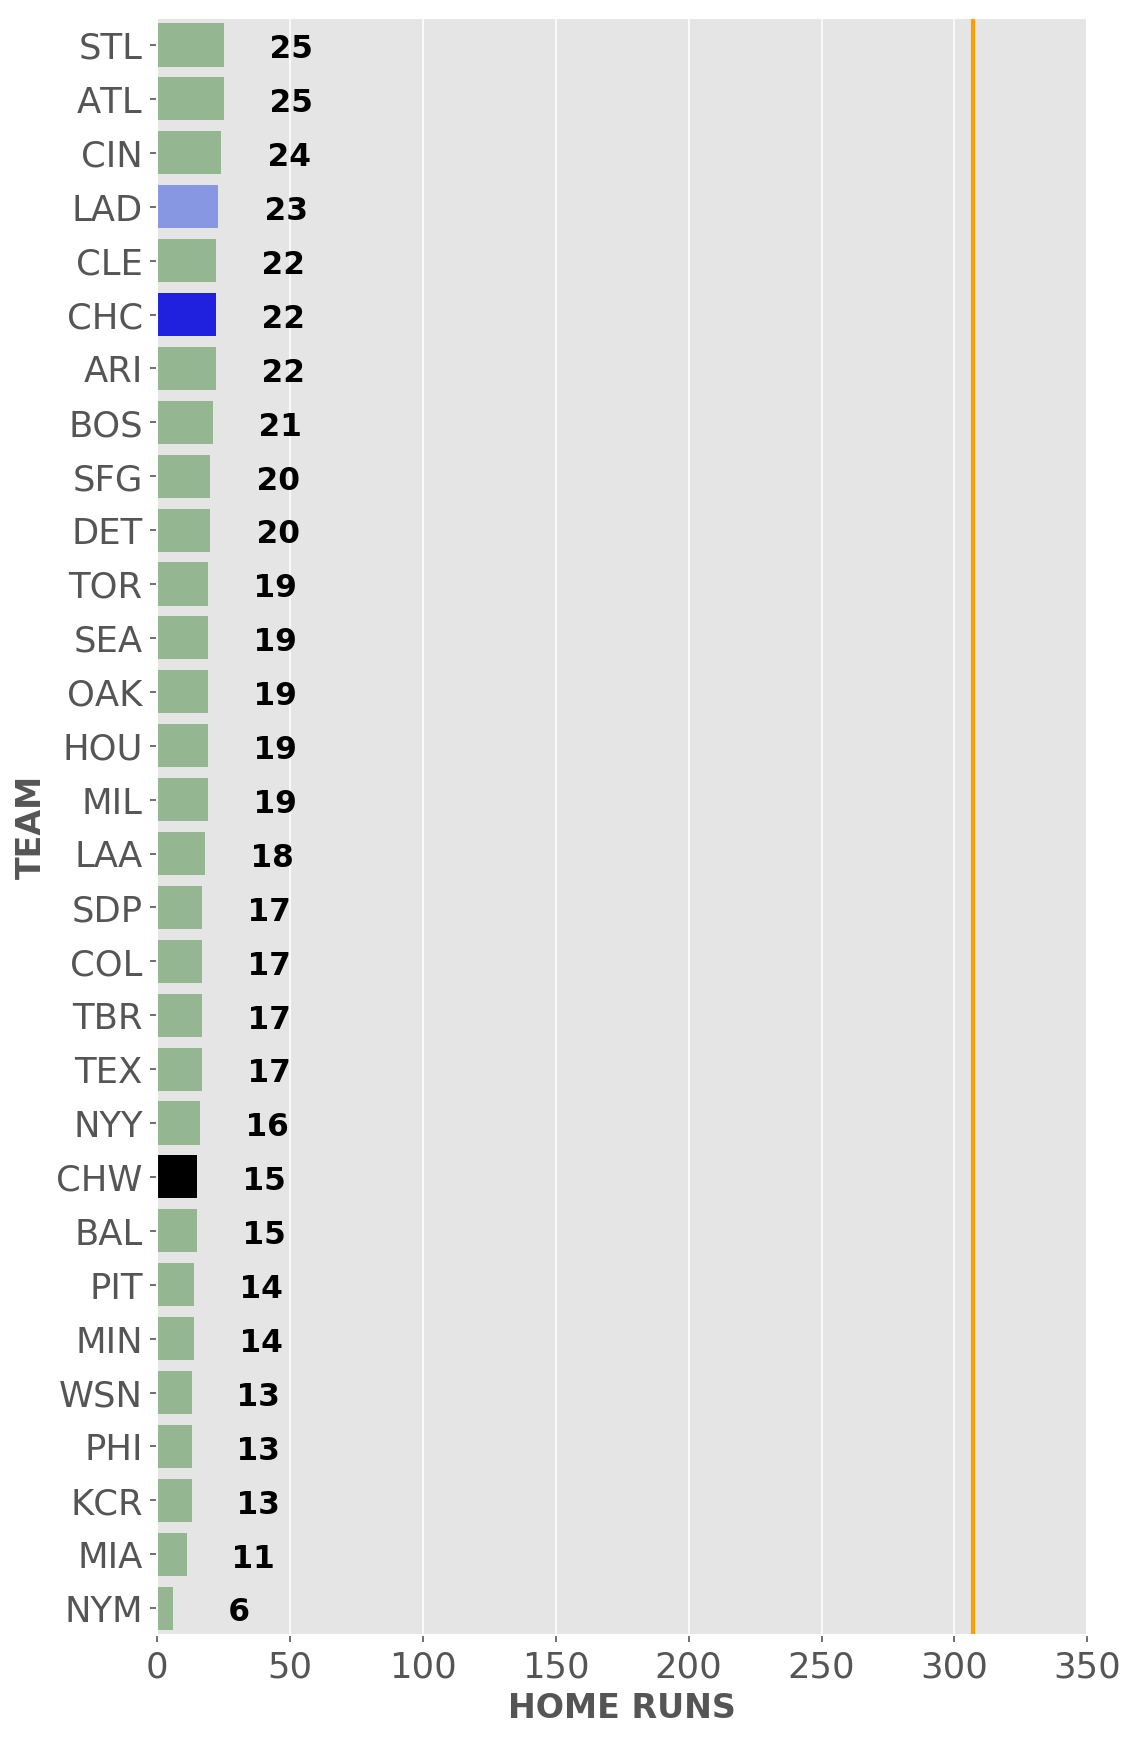 STL 25
ATL 25
CIN 24
LAD 23
CLE 22
CHC 22
ARI 22
BOS 21
SFG 20
DET 20
TOR 19
SEA 19
OAK 19
HOU 19
MIL 19
LAA 18
SDP 17
COL 17
TBR 17
TEX 17
NYY 16
CHW 15
BAL 15
PIT 14
MIN 14
WSN 13
PHI 13
KCR 13
MIA 11
NYM 6
TEAM
0 50 100 150 200 250 300 350
HOME RUNS